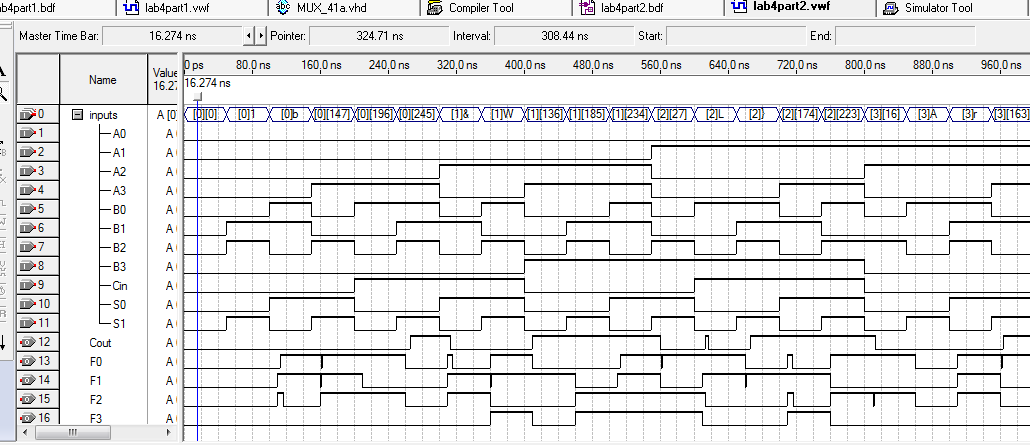 b4part1.bdf lab4part1.vwf MUX_41a.vhd Compiler Tool lab4part2.bdf lab4part2.vwf Simulator Tool
Master Time Bar: 16.274 ns Pointer: 324.71 ns Interval: 308.44 ns Start: End:
Name Value 16.27 0 ps 80.0 ns 160.0 ns 240.0 ns 320.0 ns 400.0 ns 480.0 ns 560.0 ns 640.0 ns 720.0 ns 800.0 ns 880.0 ns 960.0 ns
16.274 ns
0 inputs A [0] [0][0] [0]1 [0]b [0][147] [0][196] [0][245] [1]& [1]W [1][136] [1][185] [1][234] [2][27] [2]L [2]} [2][174] [2][223] [3][16] [3]A [3]r [3][163]
1 A0 A
2 A1 A
3 A2 A
4 A3 A
5 B0 A
6 B1 A
7 B2 A
8 B3 A
9 Cin A
10 S0 A
11 S1 A
12 Cout A
13 F0 A
14 F1 A
15 F2 A
16 F3 A